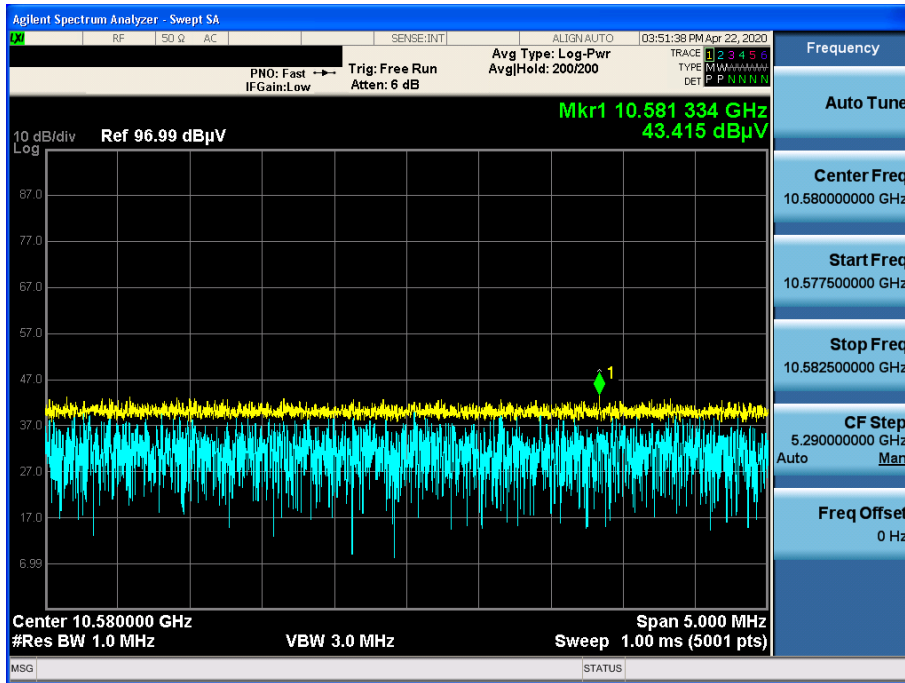 Agilent Spectrum Analyzer - Swept SA
LXI RF 50 Ω AC SENSE:INT ALIGN AUTO 03:51:38 PM Apr 22, 2020
PNO: Fast
IFGain:Low
Trig: Free Run
Atten: 6 dB
Avg Type: Log-Pwr
Avg|Hold: 200/200
TRACE 1 2 3 4 5 6
TYPE M W
DET P P N N N N
Mkr1 10.581 334 GHz
43.415 dBµV
10 dB/div Ref 96.99 dBµV
Log
87.0
77.0
67.0
57.0
47.0
37.0
27.0
17.0
6.99
1
Center 10.580000 GHz Span 5.000 MHz
#Res BW 1.0 MHz VBW 3.0 MHz Sweep 1.00 ms (5001 pts)
MSG STATUS
Frequency
Auto Tune
Center Freq
10.580000000 GHz
Start Freq
10.577500000 GHz
Stop Freq
10.582500000 GHz
CF Step
5.290000000 GHz
Auto Man
Freq Offset
0 Hz